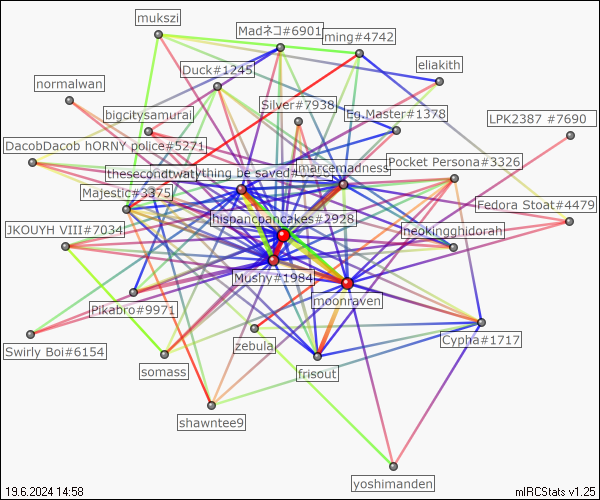 mukszi
Madネコ#6901
ming#4742
eliakith
Duck#1245
normalwan
Silver#7938
bigcitysamurai
Eg.Master#1378
LPK2387 #7690
DacobDacob hORNY police#5271
marcemadness
Pocket Persona#3326
thesecondtwat
ything be saved#
Majestic#3375
Fedora Stoat#4479
hispancpancakes#2928
JKOUYH VIII#7034
neokingghidorah
Mushy#1984
moonraven
Pikabro#9971
Cypha#1717
Swirly Boi#6154
zebula
somass
frisout
shawntee9
yoshimanden
19.6.2024 14:58
mIRCStats v1.25